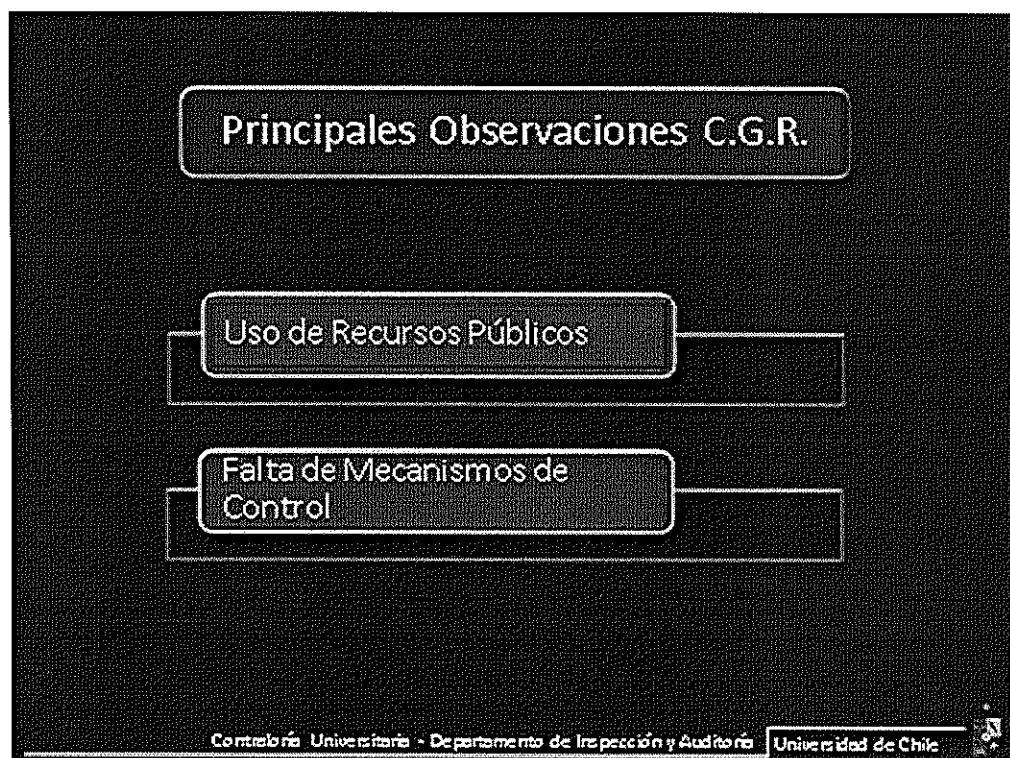 Principales Observaciones C.G.R.
Uso de Recursos Públicos
Falta de Mecanismos de
Control
Contraloría Universitaria - Departamento de Inspección y Auditoría
Universidad de Chile